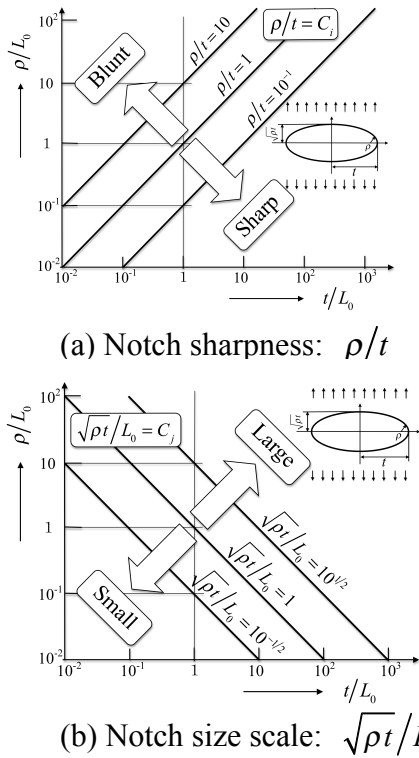 10²
10
1
10⁻¹
10⁻²
ρ/L₀
Blunt
ρ/t = 10
ρ/t = 1
ρ/t = 10⁻¹
ρ/t = Cᵢ
√ρt
ρ
t
Sharp
10⁻² 10⁻¹ 1 10 10² 10³
t/L₀
(a) Notch sharpness: ρ/t
10²
10
1
10⁻¹
10⁻²
ρ/L₀
√ρt/L₀ = Cⱼ
Large
√ρt
ρ
t
Small
√ρt/L₀ = 10^1/2
√ρt/L₀ = 1
√ρt/L₀ = 10^-1/2
10⁻² 10⁻¹ 1 10 10² 10³
t/L₀
(b) Notch size scale: √ρt/